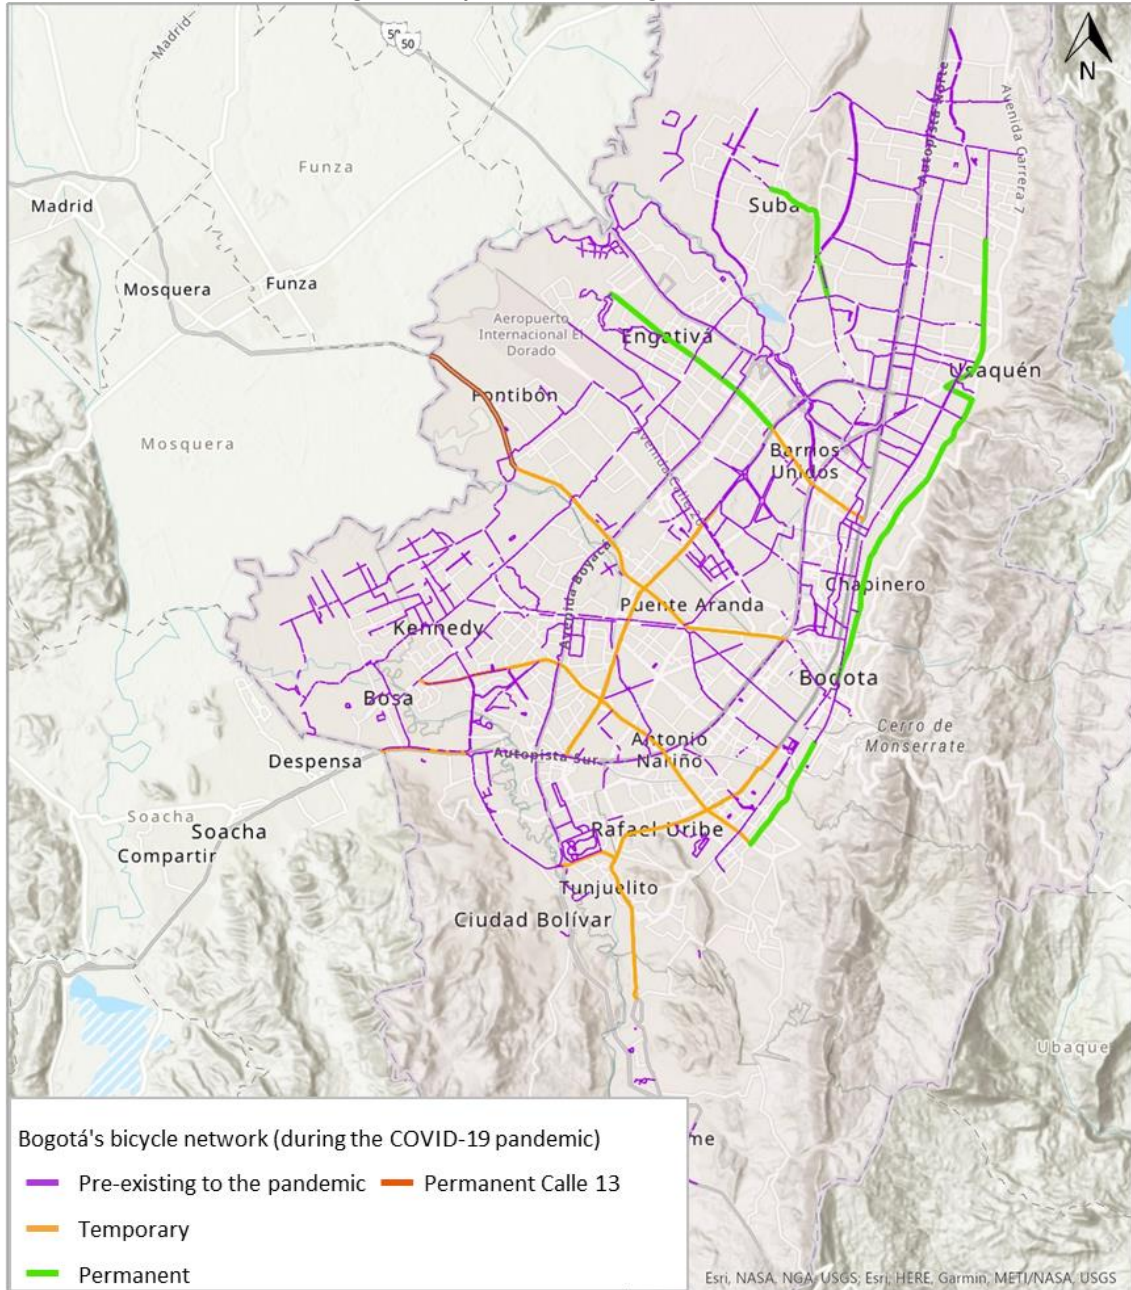 Madrid
50
50
N
Autopista Norte
Avenida Carrera 7
Funza
Madrid
Suba
Mosquera
Funza
Aeropuerto
Internacional El
Dorado
Engativá
Usaquén
Fontibón
Mosquera
Barrios
Unidos
Chapinero
Avenida Boyacá
Puente Aranda
Kennedy
Bogota
Bosa
Cerro de
Monserrate
Antonio
Nariño
Autopista Sur
Despensa
Soacha
Soacha
Rafael Uribe
Compartir
Tunjuelito
Ciudad Bolívar
Ubaque
me
Bogotá's bicycle network (during the COVID-19 pandemic)
Pre-existing to the pandemic
Permanent Calle 13
Temporary
Permanent
Esri, NASA, NGA, USGS; Esri, HERE, Garmin, METI/NASA, USGS